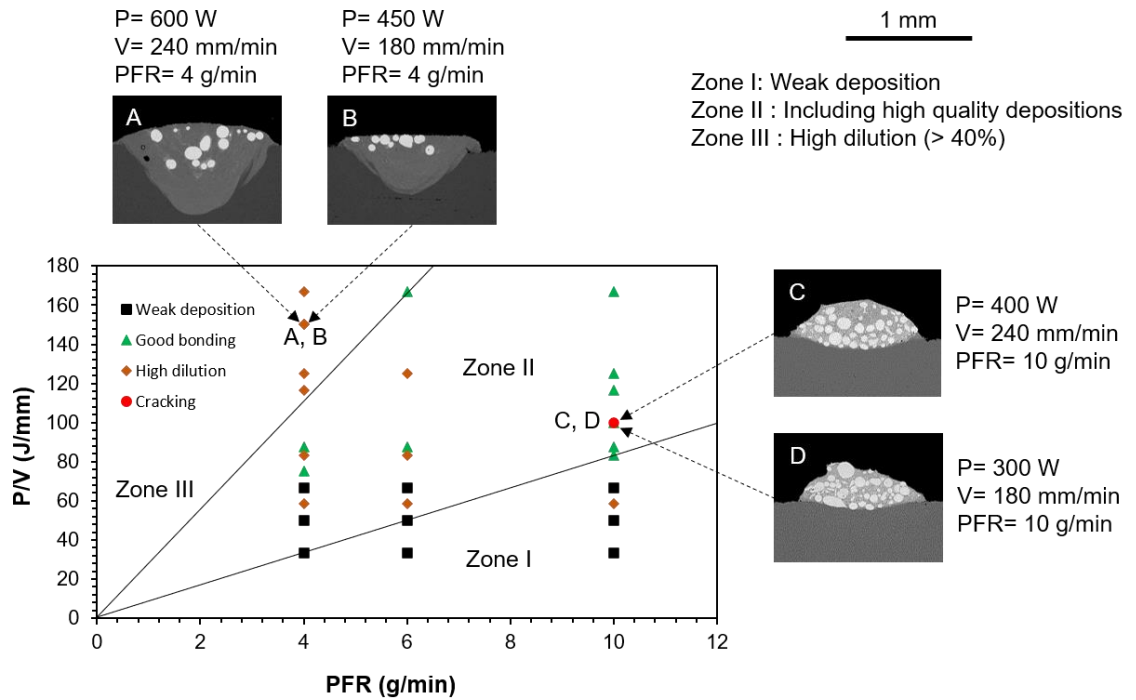 P= 600 W
V= 240 mm/min
PFR= 4 g/min
P= 450 W
V= 180 mm/min
PFR= 4 g/min
1 mm
Zone I: Weak deposition
Zone II : Including high quality depositions
Zone III : High dilution (> 40%)
A
B
180
160
140
120
100
80
60
40
20
0
P/V (J/mm)
Weak deposition
Good bonding
High dilution
Cracking
A, B
Zone II
C, D
Zone III
Zone I
0
2
4
6
8
10
12
PFR (g/min)
C
P= 400 W
V= 240 mm/min
PFR= 10 g/min
D
P= 300 W
V= 180 mm/min
PFR= 10 g/min